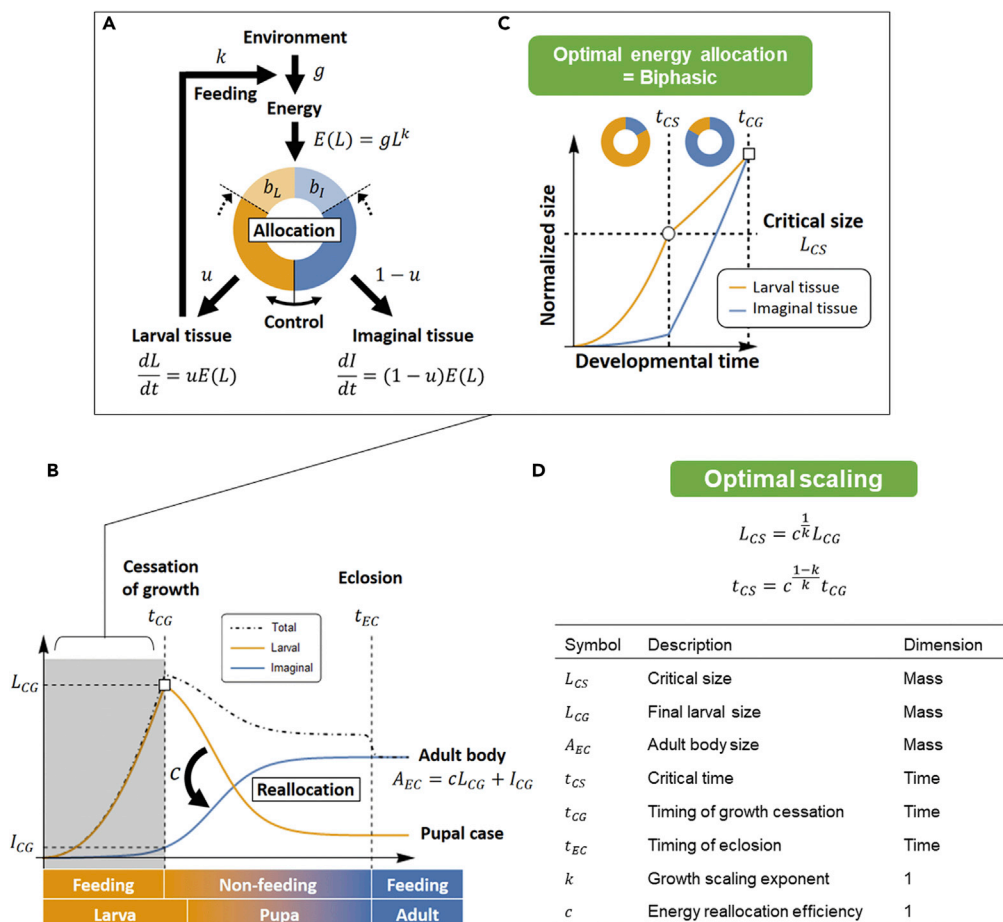 A
Environment
k
g
Feeding
Energy
E(L) = gL^k
b_L
b_I
Allocation
u
1 − u
Control
Larval tissue
Imaginal tissue
dL/dt = uE(L)
dI/dt = (1 − u)E(L)
C
Optimal energy allocation
= Biphasic
t_CS
t_CG
Normalized size
Critical size
L_CS
Larval tissue
Imaginal tissue
Developmental time
B
Cessation
of growth
Eclosion
t_CG
t_EC
Total
Larval
Imaginal
L_CG
c
Reallocation
Adult body
A_EC = cL_CG + I_CG
Pupal case
I_CG
Feeding Non-feeding Feeding
Larva Pupa Adult
D
Optimal scaling
L_CS = c^(1/k) L_CG
t_CS = c^((1−k)/k) t_CG
Symbol Description Dimension
L_CS Critical size Mass
L_CG Final larval size Mass
A_EC Adult body size Mass
t_CS Critical time Time
t_CG Timing of growth cessation Time
t_EC Timing of eclosion Time
k Growth scaling exponent 1
c Energy reallocation efficiency 1